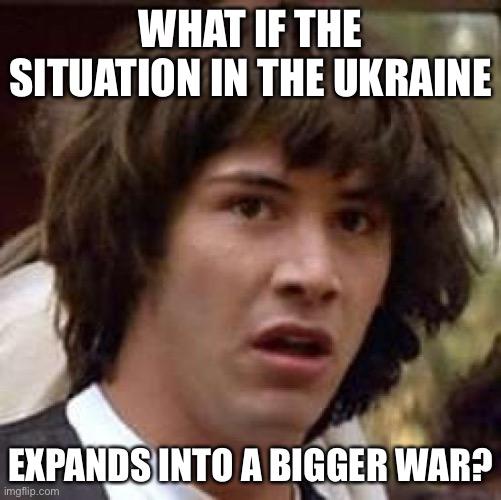 WHAT IF THE
SITUATION IN THE UKRAINE
EXPANDS INTO A BIGGER WAR?
imgflip.com